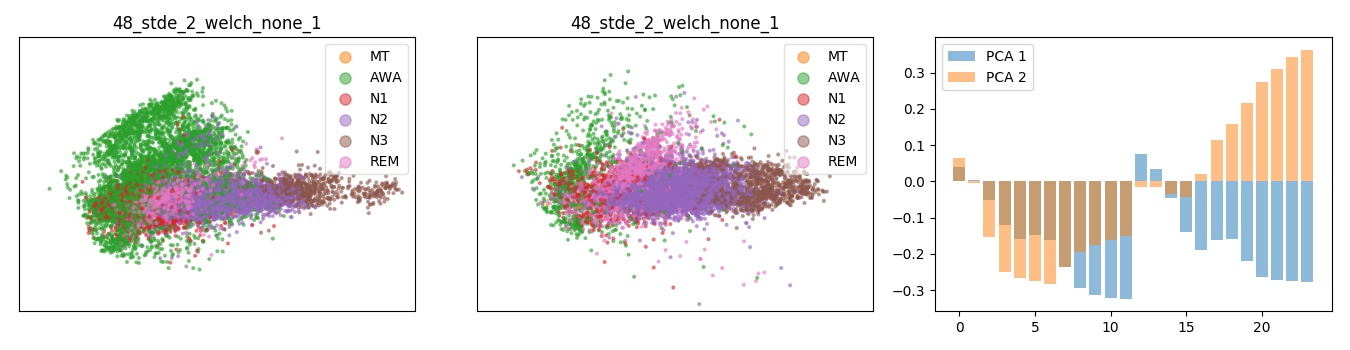 48_stde_2_welch_none_1
MT
AWA
N1
N2
N3
REM
48_stde_2_welch_none_1
MT
AWA
N1
N2
N3
REM
PCA 1
PCA 2
0.3
0.2
0.1
0.0
−0.1
−0.2
−0.3
0 5 10 15 20